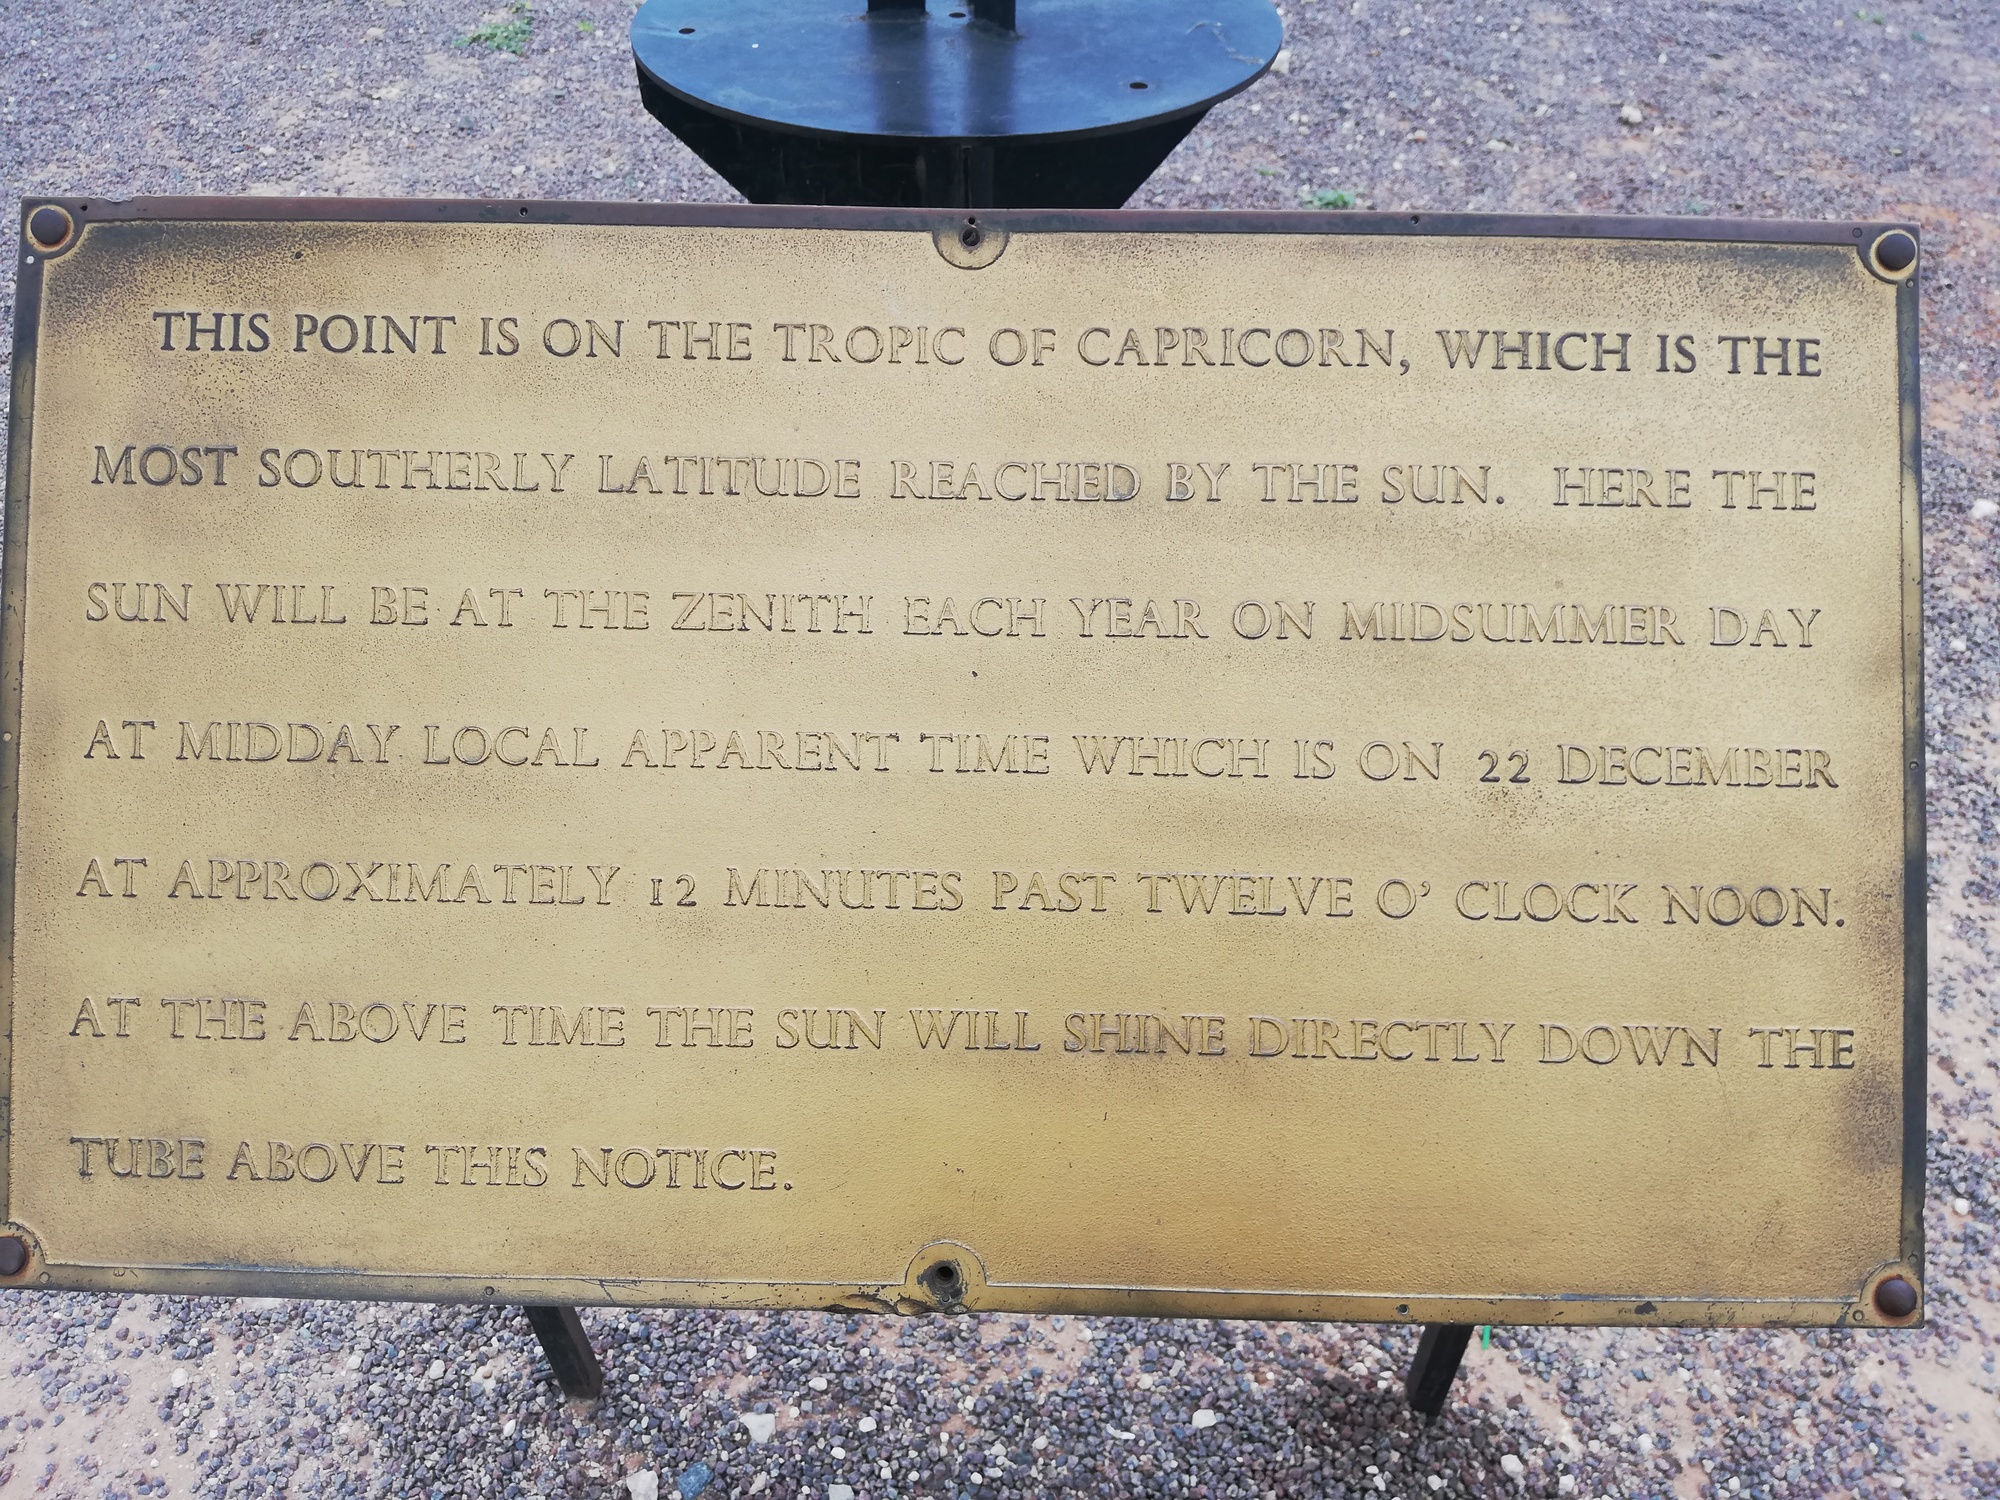 THIS POINT IS ON THE TROPIC OF CAPRICORN, WHICH IS THE
MOST SOUTHERLY LATITUDE REACHED BY THE SUN. HERE THE
SUN WILL BE AT THE ZENITH EACH YEAR ON MIDSUMMER DAY
AT MIDDAY LOCAL APPARENT TIME WHICH IS ON 22 DECEMBER
AT APPROXIMATELY 12 MINUTES PAST TWELVE O' CLOCK NOON.
AT THE ABOVE TIME THE SUN WILL SHINE DIRECTLY DOWN THE
TUBE ABOVE THIS NOTICE.